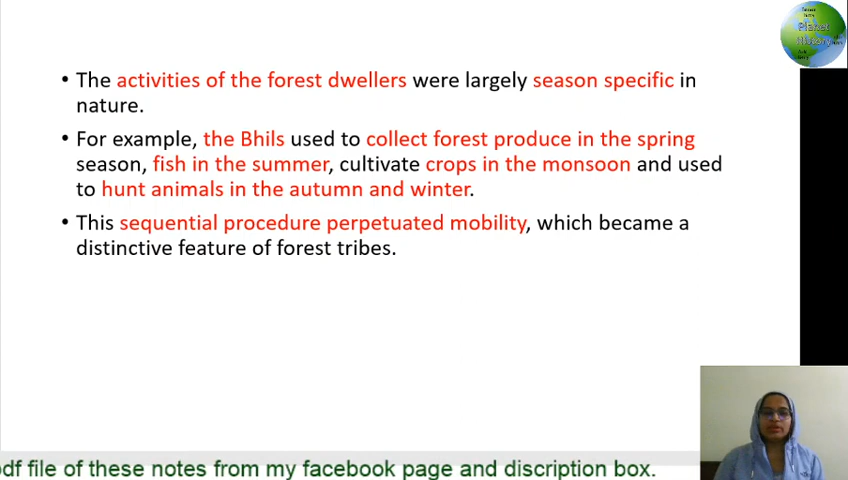 Planet
History
• The activities of the forest dwellers were largely season specific in
nature.
• For example, the Bhils used to collect forest produce in the spring
season, fish in the summer, cultivate crops in the monsoon and used
to hunt animals in the autumn and winter.
• This sequential procedure perpetuated mobility, which became a
distinctive feature of forest tribes.
pdf file of these notes from my facebook page and discription box.